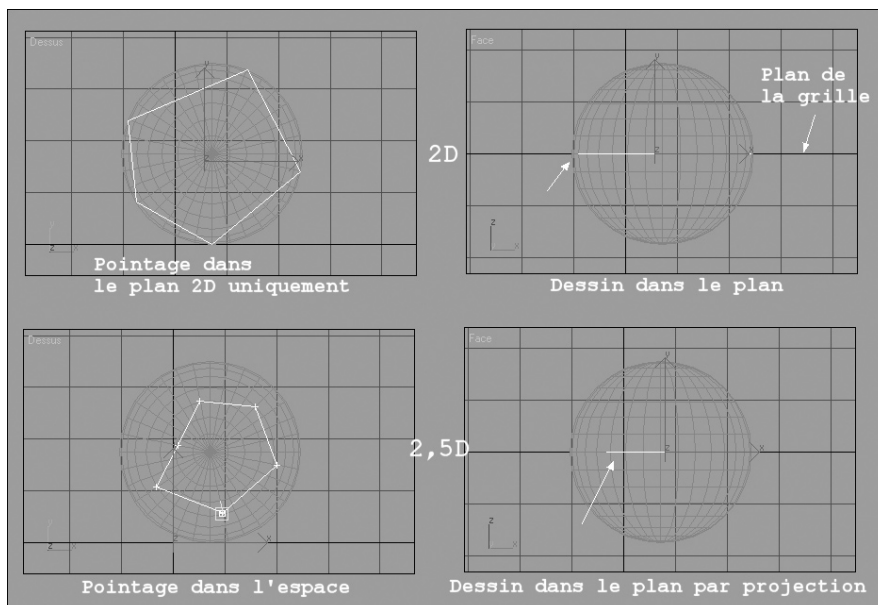 Dessus
y
x
z
y
z x
Pointage dans
le plan 2D uniquement
2D
Face
y
Plan de
la grille
x
z
z
x
Dessin dans le plan
Dessus
x
z x
Pointage dans l'espace
2,5D
Face
y
x
z
z
x
Dessin dans le plan par projection